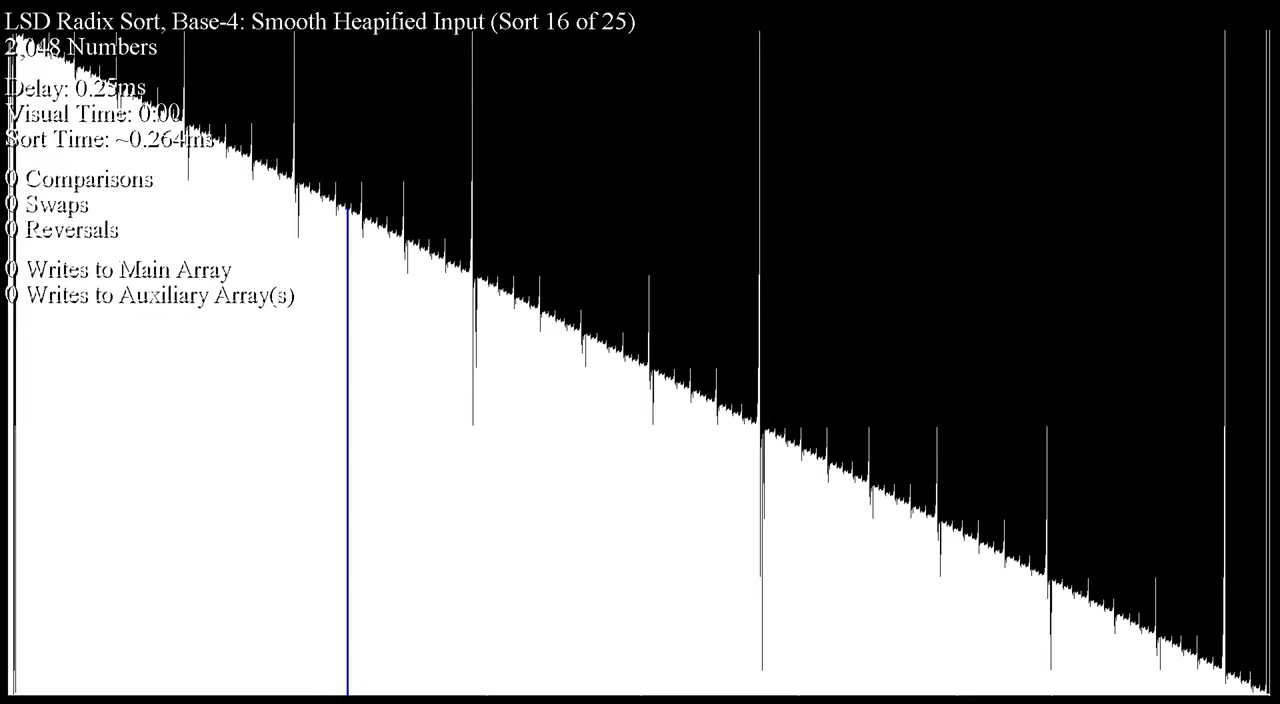 LSD Radix Sort, Base-4: Smooth Heapified Input (Sort 16 of 25)
2,048 Numbers
Delay: 0.25ms
Visual Time: 0:00
Sort Time: ~0.264ms
0 Comparisons
0 Swaps
0 Reversals
0 Writes to Main Array
0 Writes to Auxiliary Array(s)